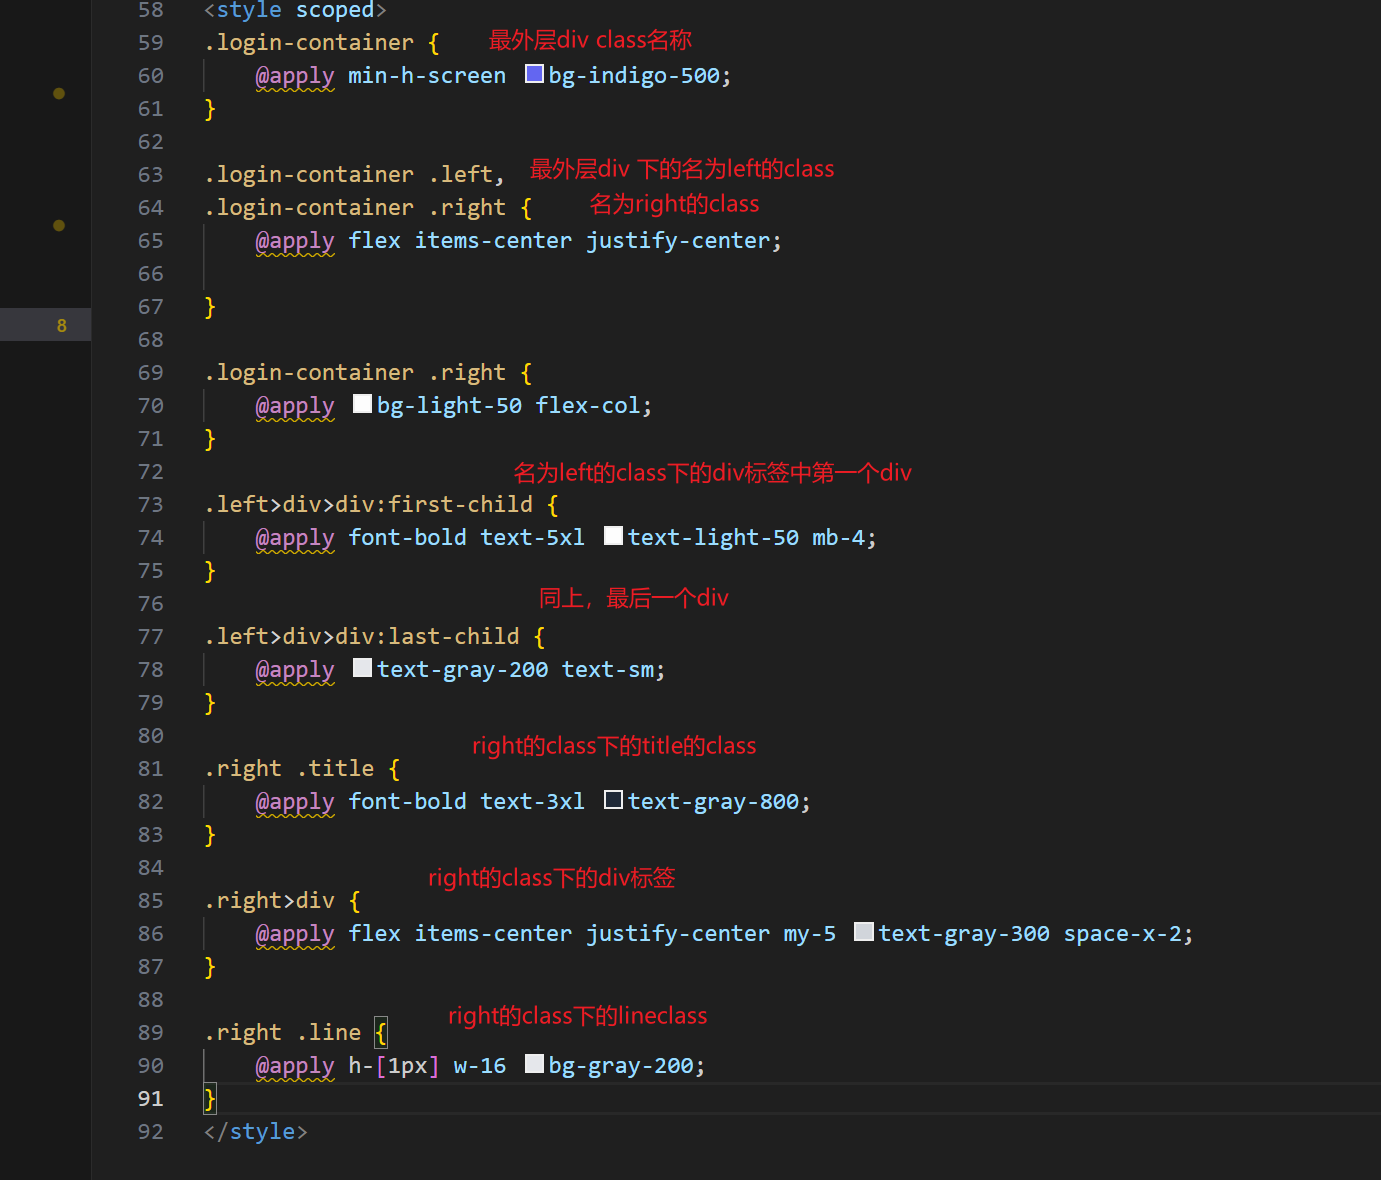 58 <style scoped>
59 .login-container { 最外层div class名称
60 @apply min-h-screen bg-indigo-500;
61 }
62
63 .login-container .left, 最外层div 下的名为left的class
64 .login-container .right { 名为right的class
65 @apply flex items-center justify-center;
66
67 }
8
68
69 .login-container .right {
70 @apply bg-light-50 flex-col;
71 }
72 名为left的class下的div标签中第一个div
73 .left>div>div:first-child {
74 @apply font-bold text-5xl text-light-50 mb-4;
75 }
76 同上，最后一个div
77 .left>div>div:last-child {
78 @apply text-gray-200 text-sm;
79 }
80 right的class下的title的class
81 .right .title {
82 @apply font-bold text-3xl text-gray-800;
83 }
84 right的class下的div标签
85 .right>div {
86 @apply flex items-center justify-center my-5 text-gray-300 space-x-2;
87 }
88 right的class下的lineclass
89 .right .line {
90 @apply h-[1px] w-16 bg-gray-200;
91 }
92 </style>